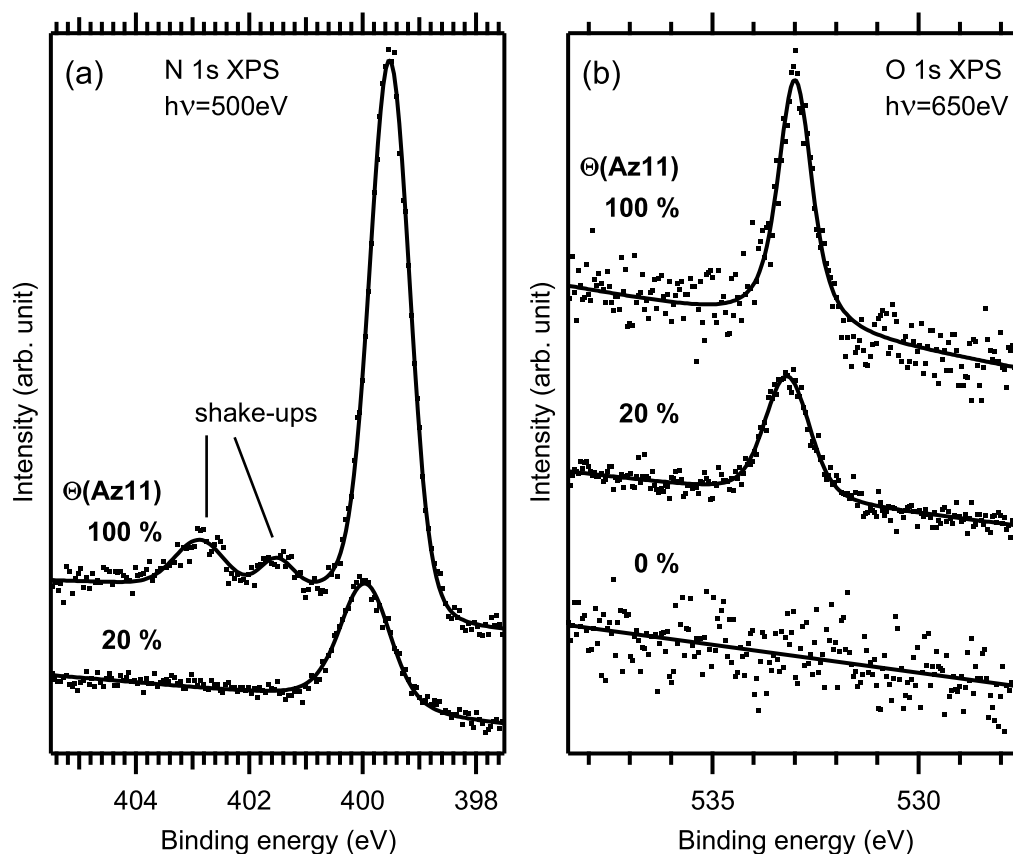 (a)
N 1s XPS
hν=500eV
shake-ups
Θ(Az11)
100 %
20 %
Intensity (arb. unit)
404
402
400
398
Binding energy (eV)
(b)
O 1s XPS
hν=650eV
Θ(Az11)
100 %
20 %
0 %
Intensity (arb. unit)
535
530
Binding energy (eV)